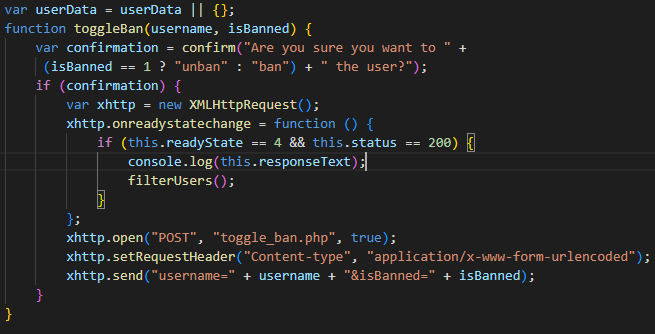 var userData = userData || {};
function toggleBan(username, isBanned) {
    var confirmation = confirm("Are you sure you want to " +
     (isBanned == 1 ? "unban" : "ban") + " the user?");
    if (confirmation) {
        var xhttp = new XMLHttpRequest();
        xhttp.onreadystatechange = function () {
            if (this.readyState == 4 && this.status == 200) {
                console.log(this.responseText);
                filterUsers();
            }
        };
        xhttp.open("POST", "toggle_ban.php", true);
        xhttp.setRequestHeader("Content-type", "application/x-www-form-urlencoded");
        xhttp.send("username=" + username + "&isBanned=" + isBanned);
    }
}